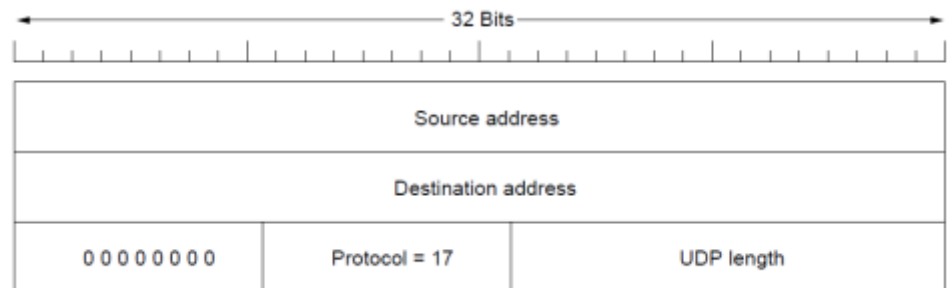 32 Bits
Source address
Destination address
0 0 0 0 0 0 0 0 Protocol = 17 UDP length